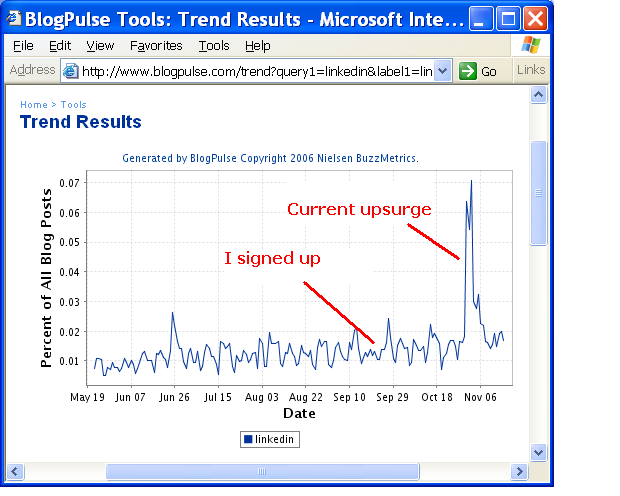 BlogPulse Tools: Trend Results - Microsoft Inte...
File Edit View Favorites Tools Help
Address http://www.blogpulse.com/trend?query1=linkedin&label1=lin Go Links
Home > Tools
Trend Results
Generated by BlogPulse Copyright 2006 Nielsen BuzzMetrics.
Percent of All Blog Posts
0.07
0.06
0.05
0.04
0.03
0.02
0.01
Current upsurge
I signed up
May 19 Jun 07 Jun 26 Jul 15 Aug 03 Aug 22 Sep 10 Sep 29 Oct 18 Nov 06
Date
linkedin